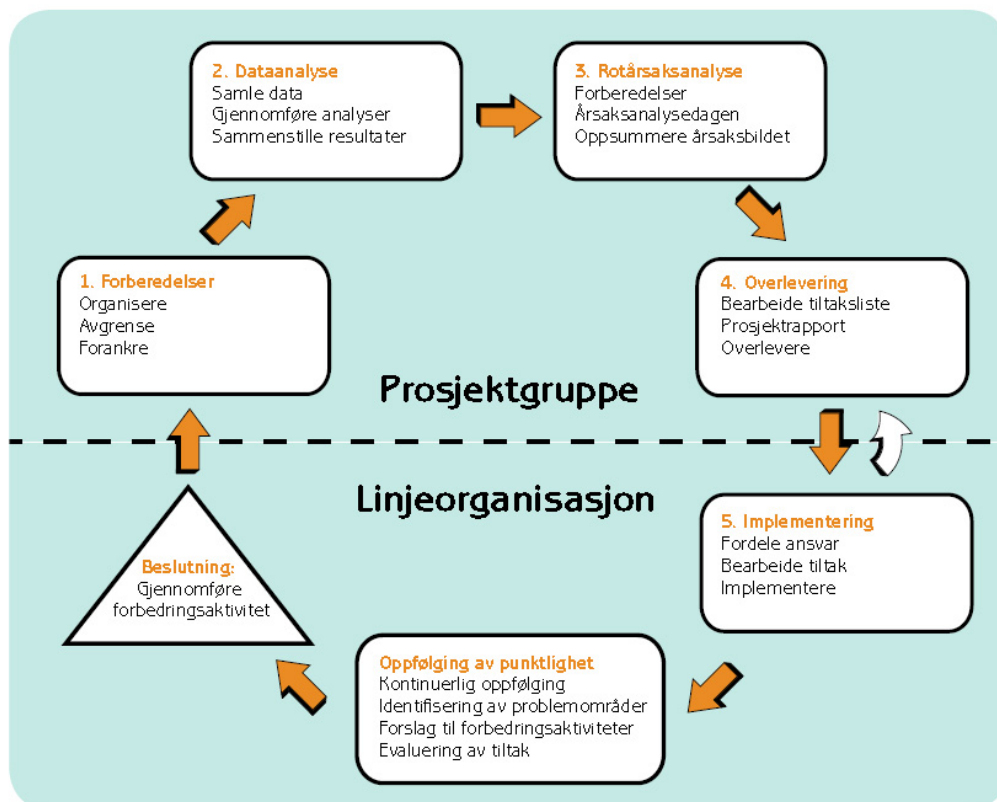 2. Dataanalyse
Samle data
Gjennomføre analyser
Sammenstille resultater
3. Rotårsaksanalyse
Forberedelser
Årsaksanalysedagen
Oppsummere årsaksbildet
1. Forberedelser
Organisere
Avgrense
Forankre
4. Overlevering
Bearbeide tiltaksliste
Prosjektrapport
Overlevere
Prosjektgruppe
Linjeorganisasjon
5. Implementering
Fordele ansvar
Bearbeide tiltak
Implementere
Beslutning:
Gjennomføre
forbedringsaktivitet
Oppfølging av punktlighet
Kontinuerlig oppfølging
Identifisering av problemområder
Forslag til forbedringsaktiviteter
Evaluering av tiltak